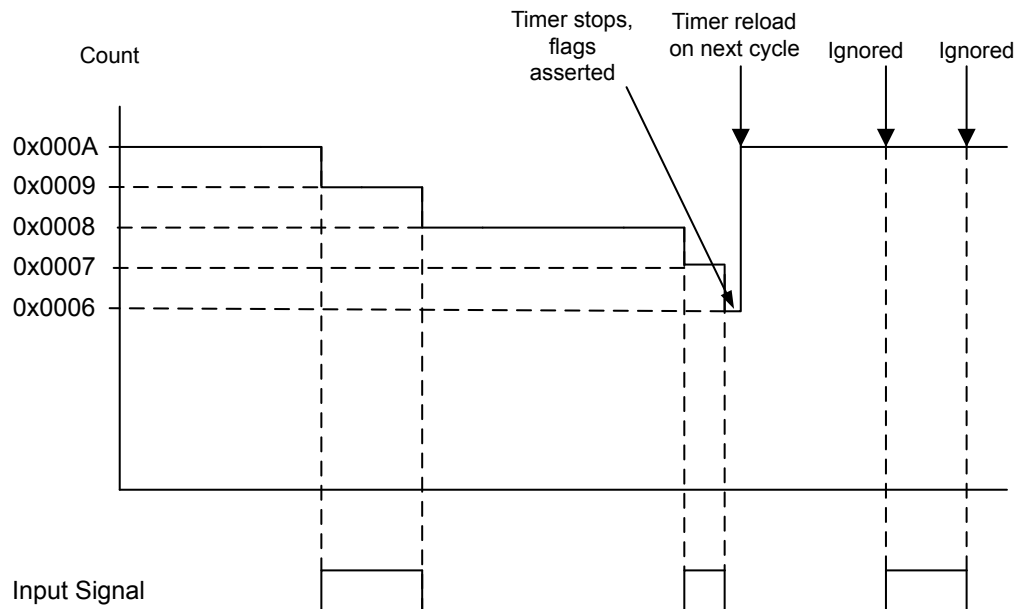 Timer stops,
flags
asserted
Timer reload
on next cycle
Ignored
Ignored
Count
0x000A
0x0009
0x0008
0x0007
0x0006
Input Signal